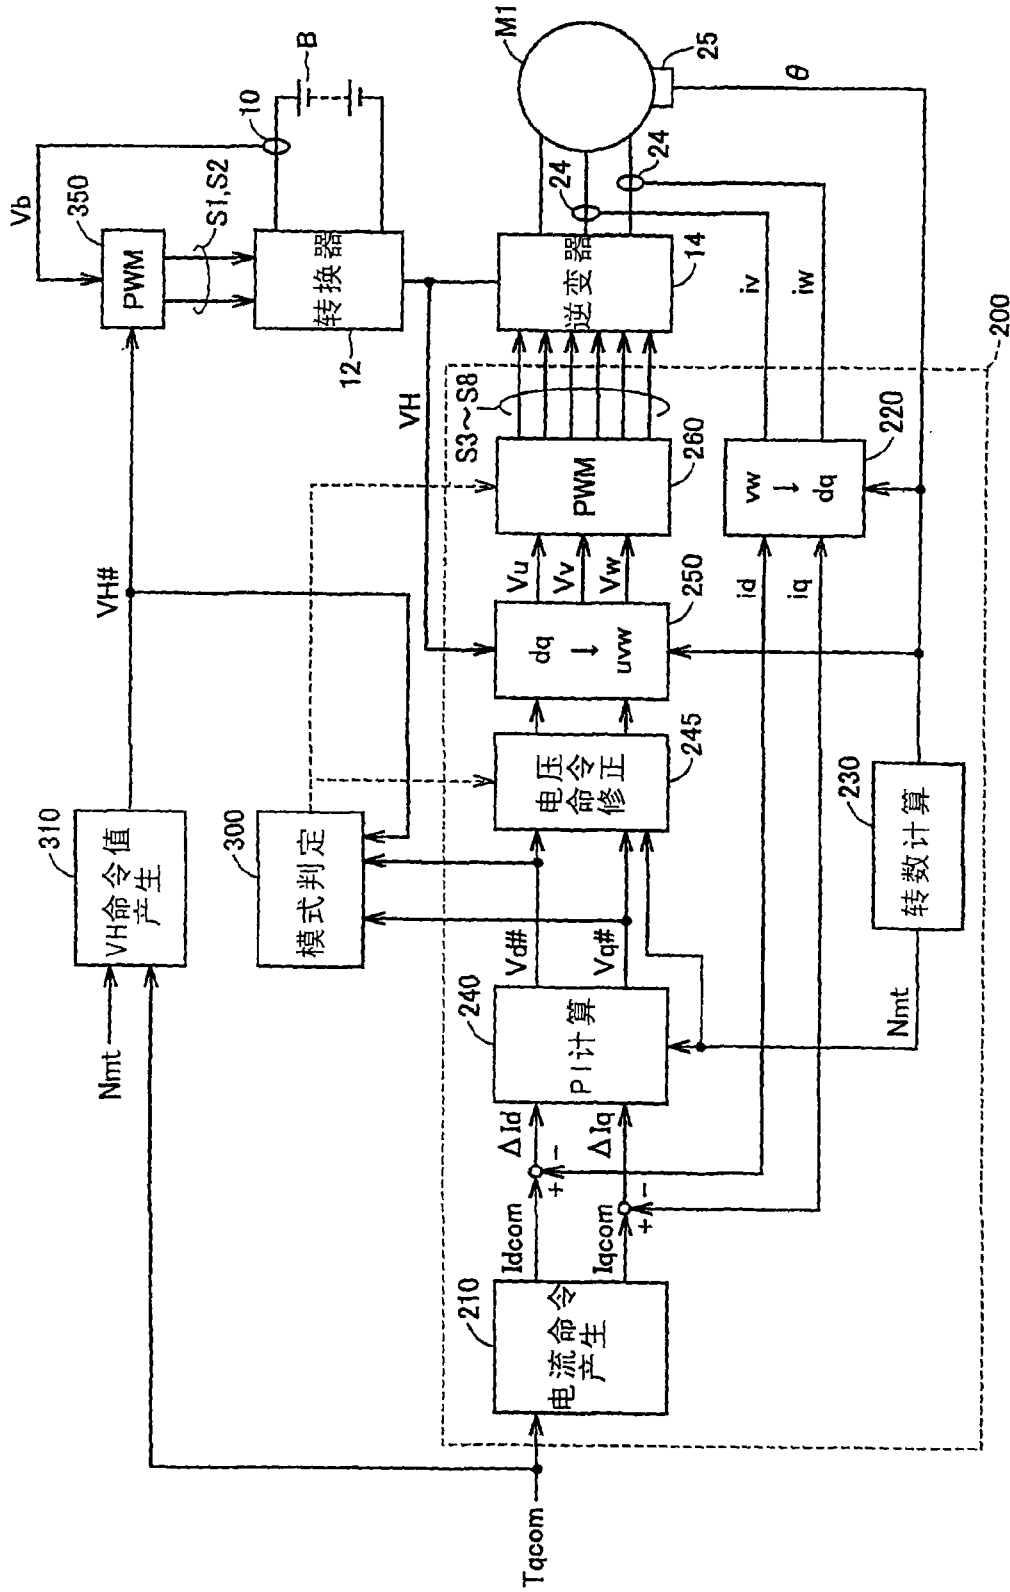 Vb
350
PWM
S1,S2
10
B
转换器
12
VH#
310
VH命令值
产生
Nmt
300
模式判定
M1
25
θ
24
24
逆变器
14
VH
S3～S8
PWM
260
iv
iw
200
vw
↓
dq
220
Vu
Vv
Vw
dq
↓
uvw
250
id
iq
电压命令
修正
245
Vd#
Vq#
230
转数计算
Nmt
240
PI计算
ΔId
ΔIq
+
−
+
−
Idcom
Iqcom
210
电流命令
产生
Tqcom